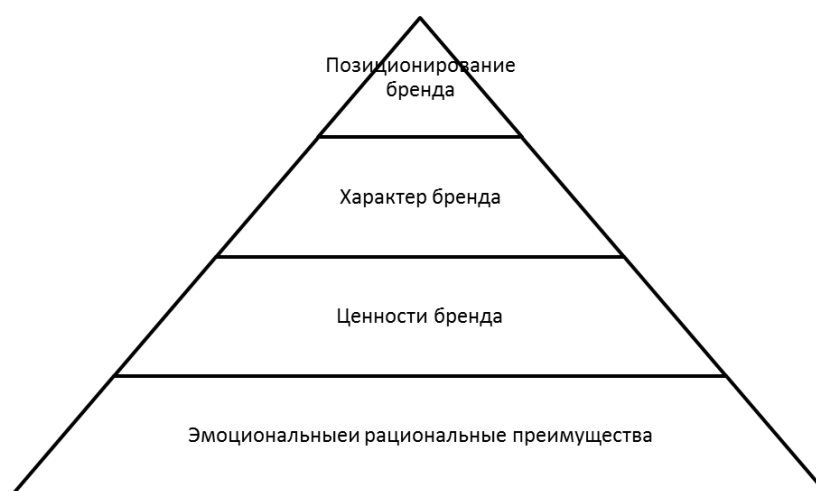 Позиционирование
бренда
Характер бренда
Ценности бренда
Эмоциональныеи рациональные преимущества